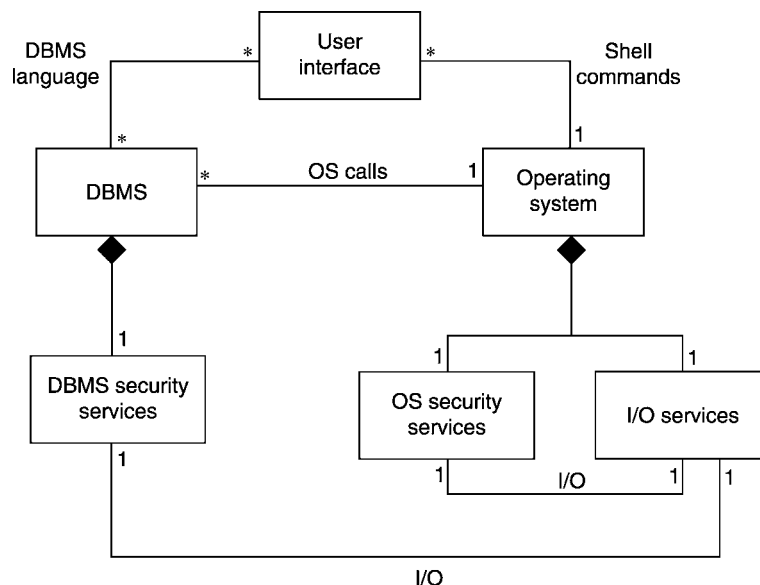 User
interface
DBMS
language
*
*
Shell
commands
*
1
DBMS
*
OS calls
1
Operating
system
1
1
1
DBMS security
services
OS security
services
I/O services
1
1
I/O
1
1
I/O